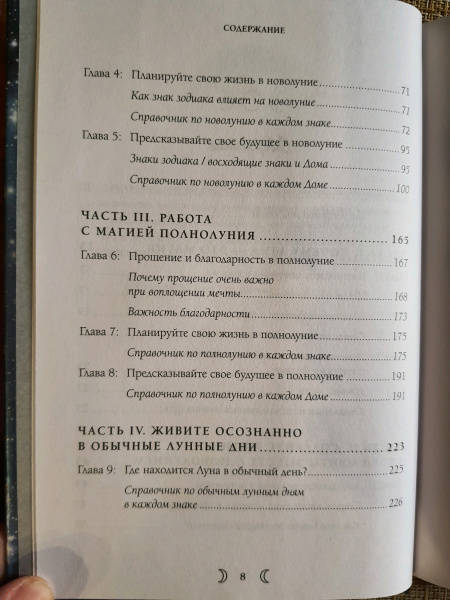 СОДЕРЖАНИЕ
Глава 4: Планируйте свою жизнь в новолуние 71
Как знак зодиака влияет на новолуние 71
Справочник по новолунию в каждом знаке 72
Глава 5: Предсказывайте свое будущее в новолуние 95
Знаки зодиака / восходящие знаки и Дома 95
Справочник по новолунию в каждом Доме 100
ЧАСТЬ III. РАБОТА
С МАГИЕЙ ПОЛНОЛУНИЯ 165
Глава 6: Прощение и благодарность в полнолуние 167
Почему прощение очень важно
при воплощении мечты 168
Важность благодарности 173
Глава 7: Планируйте свою жизнь в полнолуние 175
Справочник по полнолунию в каждом знаке 175
Глава 8: Предсказывайте свое будущее в полнолуние 191
Справочник по полнолунию в каждом Доме 191
ЧАСТЬ IV. ЖИВИТЕ ОСОЗНАННО
В ОБЫЧНЫЕ ЛУННЫЕ ДНИ 223
Глава 9: Где находится Луна в обычный день? 225
Справочник по обычным лунным дням
в каждом знаке 226
8